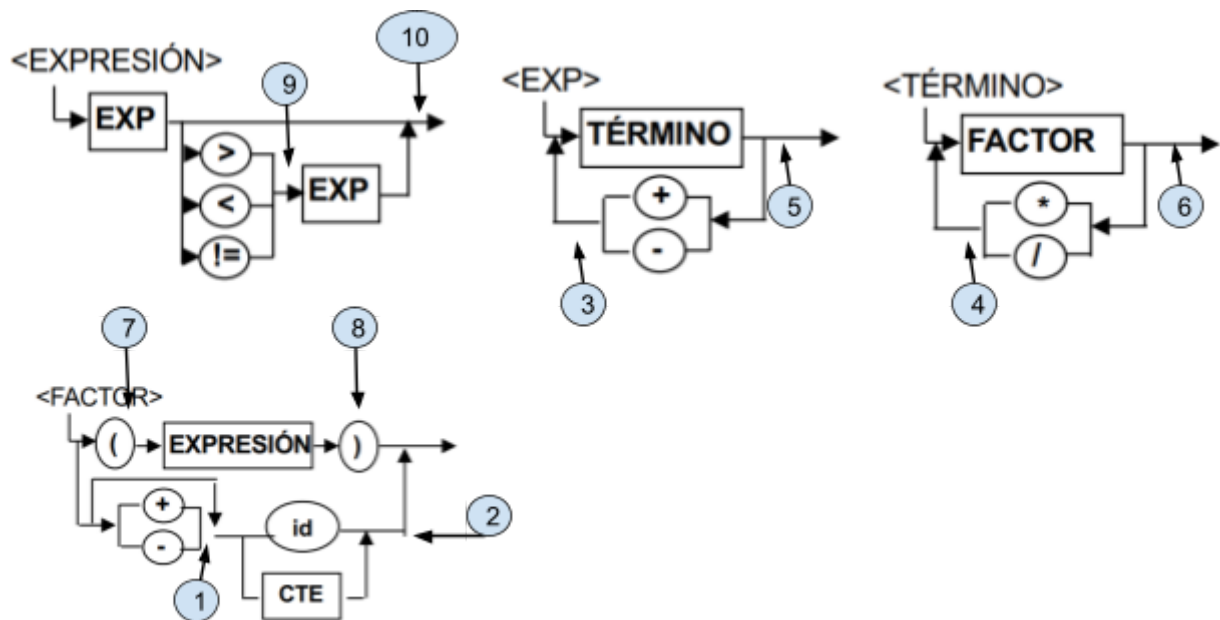 <EXPRESIÓN>
EXP
>
<
!=
9
EXP
10
<EXP>
TÉRMINO
+
-
3
5
<TÉRMINO>
FACTOR
*
/
4
6
<FACTOR>
7
8
(
EXPRESIÓN
)
+
-
1
id
CTE
2